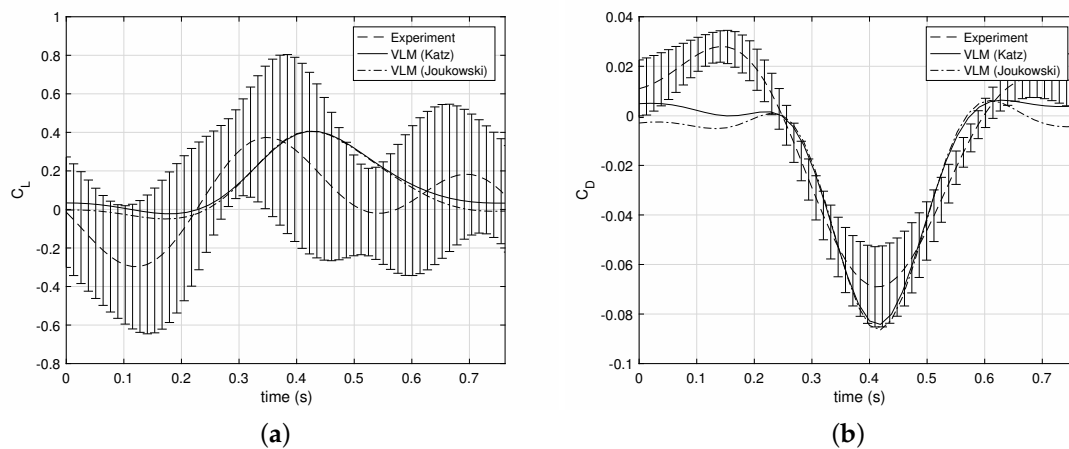 1
0.8
0.6
0.4
0.2
0
-0.2
-0.4
-0.6
-0.8
C_L
0 0.1 0.2 0.3 0.4 0.5 0.6 0.7
time (s)
Experiment
VLM (Katz)
VLM (Joukowski)
(a)
0.04
0.02
0
-0.02
-0.04
-0.06
-0.08
-0.1
C_D
0 0.1 0.2 0.3 0.4 0.5 0.6 0.7
time (s)
Experiment
VLM (Katz)
VLM (Joukowski)
(b)